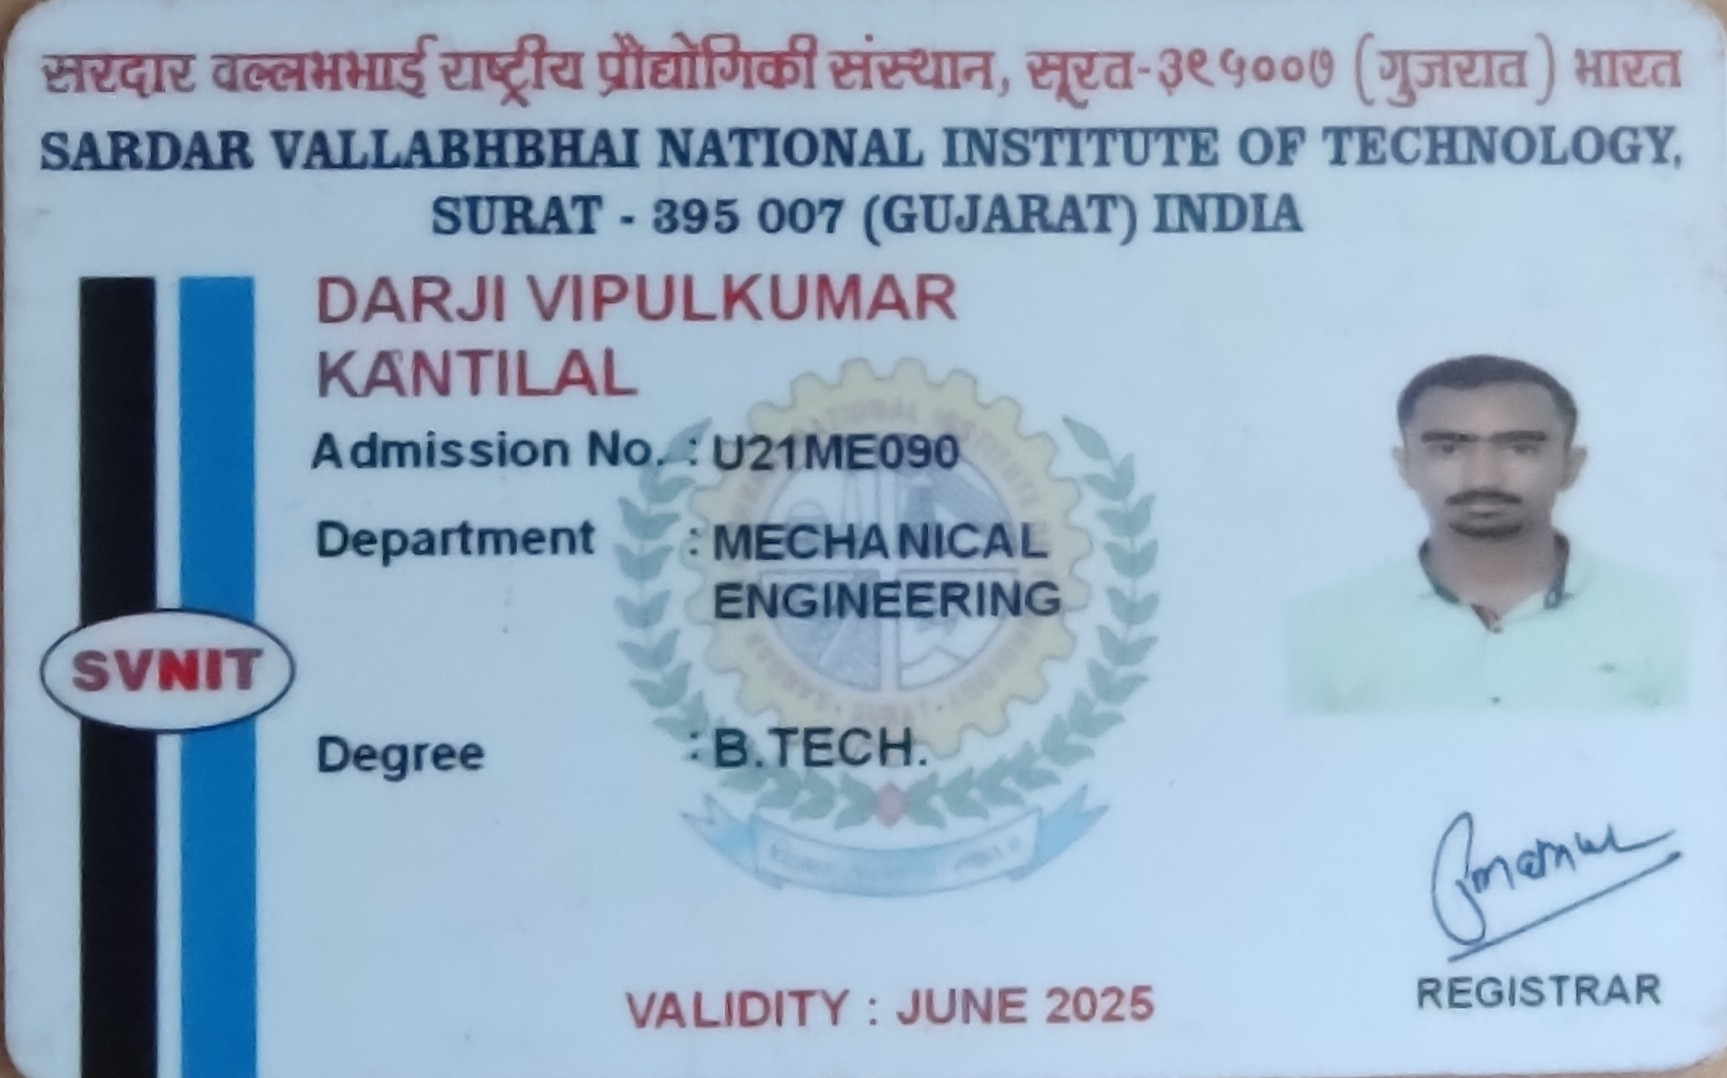 सरदार वल्लभभाई राष्ट्रीय प्रौद्योगिकी संस्थान, सूरत-३९५००७ (गुजरात) भारत
SARDAR VALLABHBHAI NATIONAL INSTITUTE OF TECHNOLOGY,
SURAT - 395 007 (GUJARAT) INDIA
DARJI VIPULKUMAR
KANTILAL
Admission No. : U21ME090
Department : MECHANICAL
ENGINEERING
SVNIT
Degree : B.TECH.
VALIDITY : JUNE 2025
REGISTRAR